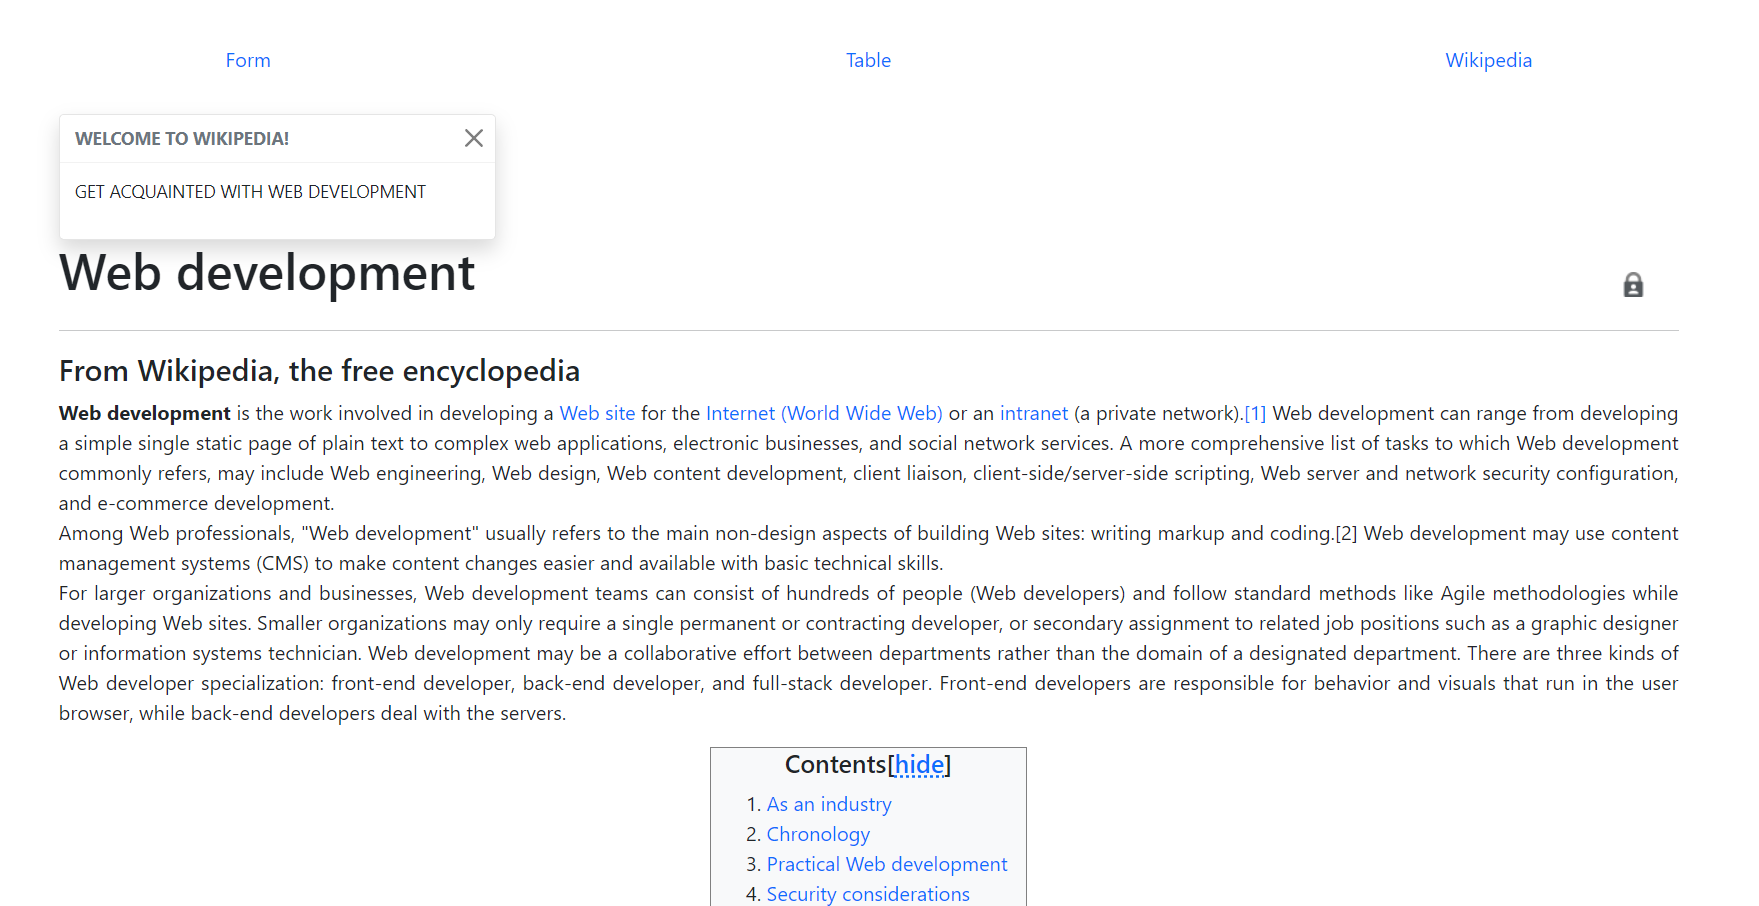 Form Table Wikipedia
WELCOME TO WIKIPEDIA!
GET ACQUAINTED WITH WEB DEVELOPMENT
Web development
From Wikipedia, the free encyclopedia
Web development is the work involved in developing a Web site for the Internet (World Wide Web) or an intranet (a private network).[1] Web development can range from developing
a simple single static page of plain text to complex web applications, electronic businesses, and social network services. A more comprehensive list of tasks to which Web development
commonly refers, may include Web engineering, Web design, Web content development, client liaison, client-side/server-side scripting, Web server and network security configuration,
and e-commerce development.
Among Web professionals, "Web development" usually refers to the main non-design aspects of building Web sites: writing markup and coding.[2] Web development may use content
management systems (CMS) to make content changes easier and available with basic technical skills.
For larger organizations and businesses, Web development teams can consist of hundreds of people (Web developers) and follow standard methods like Agile methodologies while
developing Web sites. Smaller organizations may only require a single permanent or contracting developer, or secondary assignment to related job positions such as a graphic designer
or information systems technician. Web development may be a collaborative effort between departments rather than the domain of a designated department. There are three kinds of
Web developer specialization: front-end developer, back-end developer, and full-stack developer. Front-end developers are responsible for behavior and visuals that run in the user
browser, while back-end developers deal with the servers.
Contents[hide]
1. As an industry
2. Chronology
3. Practical Web development
4. Security considerations